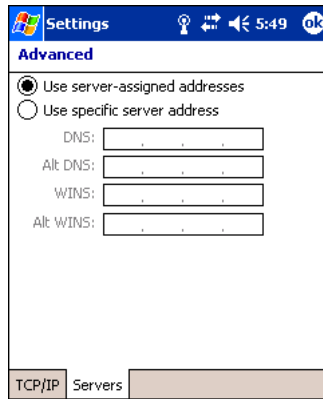 Settings 5:49 ok
Advanced
Use server-assigned addresses
Use specific server address
DNS: . . .
Alt DNS: . . .
WINS: . . .
Alt WINS: . . .
TCP/IP Servers